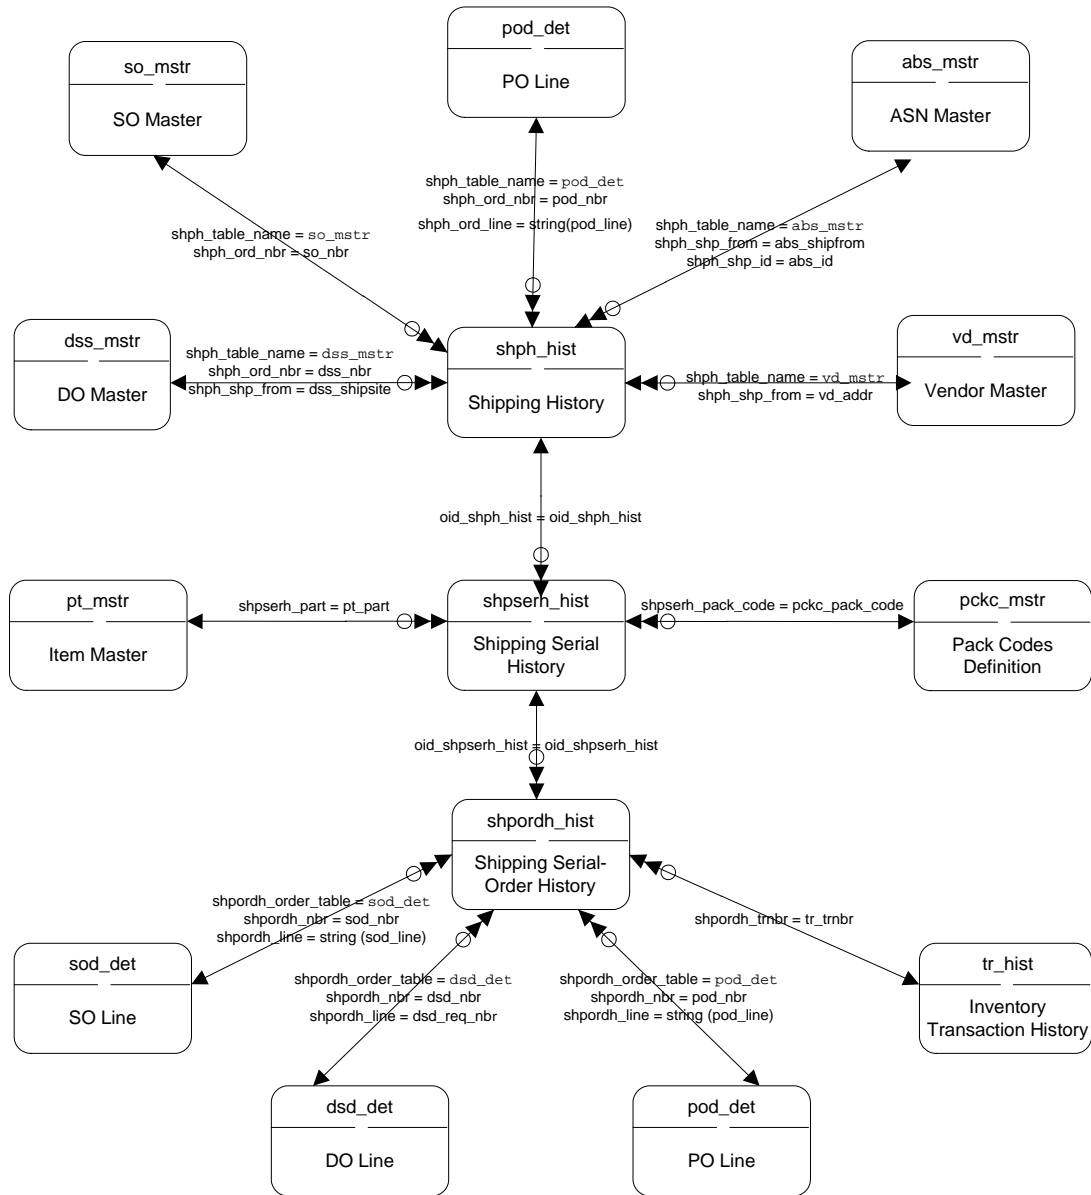 pod_det
PO Line
so_mstr
SO Master
abs_mstr
ASN Master
shph_table_name = pod_det
shph_ord_nbr = pod_nbr
shph_ord_line = string(pod_line)
shph_table_name = so_mstr
shph_ord_nbr = so_nbr
shph_table_name = abs_mstr
shph_shp_from = abs_shipfrom
shph_shp_id = abs_id
dss_mstr
DO Master
shph_table_name = dss_mstr
shph_ord_nbr = dss_nbr
shph_shp_from = dss_shipsite
shph_hist
Shipping History
shph_table_name = vd_mstr
shph_shp_from = vd_addr
vd_mstr
Vendor Master
oid_shph_hist = oid_shph_hist
pt_mstr
Item Master
shpserh_part = pt_part
shpserh_hist
Shipping Serial
History
shpserh_pack_code = pckc_pack_code
pckc_mstr
Pack Codes
Definition
oid_shpserh_hist = oid_shpserh_hist
shpordh_hist
Shipping Serial-
Order History
shpordh_order_table = sod_det
shpordh_nbr = sod_nbr
shpordh_line = string (sod_line)
shpordh_trnbr = tr_trnbr
sod_det
SO Line
shpordh_order_table = dsd_det
shpordh_nbr = dsd_nbr
shpordh_line = dsd_req_nbr
shpordh_order_table = pod_det
shpordh_nbr = pod_nbr
shpordh_line = string (pod_line)
tr_hist
Inventory
Transaction History
dsd_det
DO Line
pod_det
PO Line